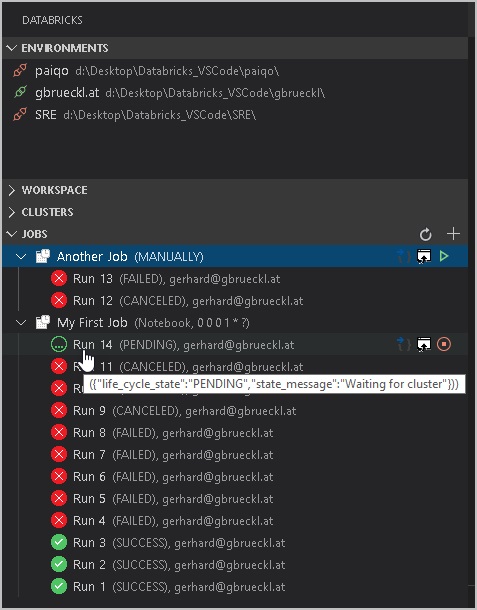 DATABRICKS
ENVIRONMENTS
paiqo d:\Desktop\Databricks_VSCode\paiqo\
gbrueckl.at d:\Desktop\Databricks_VSCode\gbrueckl\
SRE d:\Desktop\Databricks_VSCode\SRE\
WORKSPACE
CLUSTERS
JOBS
Another Job (MANUALLY)
Run 13 (FAILED), gerhard@gbrueckl.at
Run 12 (CANCELED), gerhard@gbrueckl.at
My First Job (Notebook, 0 0 0 1 * ?)
Run 14 (PENDING), gerhard@gbrueckl.at
11 (CANCELED), gerhard@gbrueckl.at
({"life_cycle_state":"PENDING","state_message":"Waiting for cluster"}))
Run 9 (CANCELED), gerhard@gbrueckl.at
Run 8 (FAILED), gerhard@gbrueckl.at
Run 7 (FAILED), gerhard@gbrueckl.at
Run 6 (FAILED), gerhard@gbrueckl.at
Run 5 (FAILED), gerhard@gbrueckl.at
Run 4 (FAILED), gerhard@gbrueckl.at
Run 3 (SUCCESS), gerhard@gbrueckl.at
Run 2 (SUCCESS), gerhard@gbrueckl.at
Run 1 (SUCCESS), gerhard@gbrueckl.at